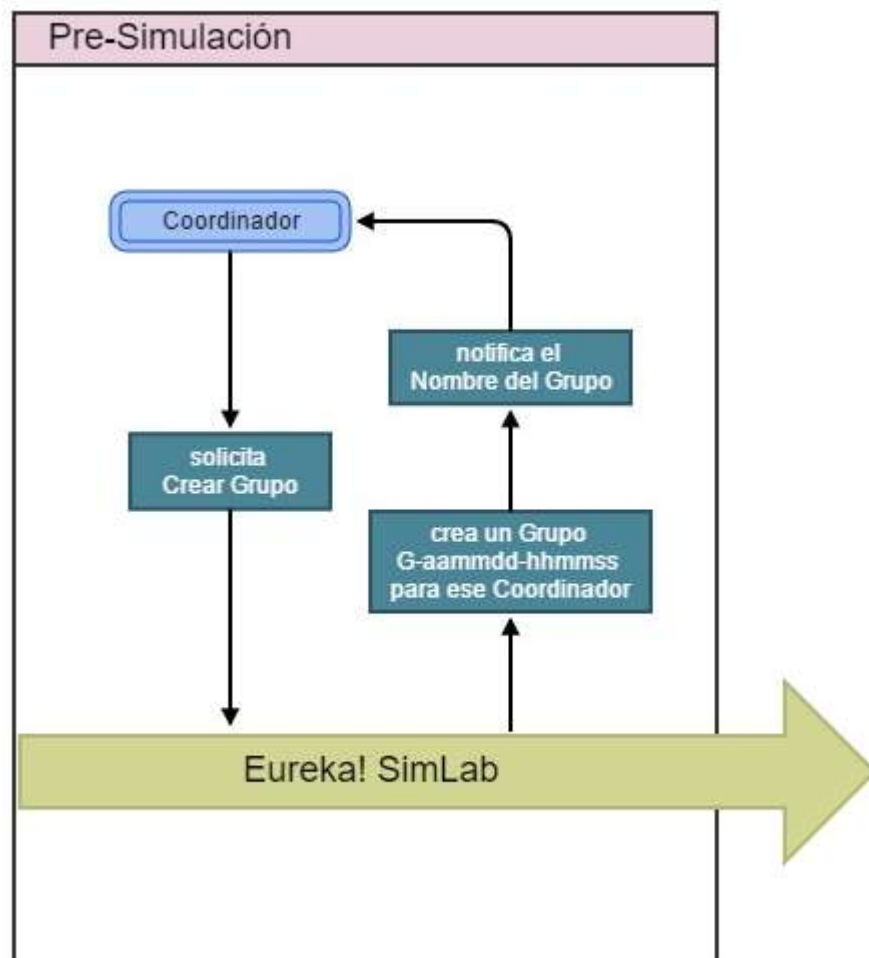 Pre-Simulación
Coordinador
notifica el
Nombre del Grupo
solicita
Crear Grupo
crea un Grupo
G-aammdd-hhmmss
para ese Coordinador
Eureka! SimLab